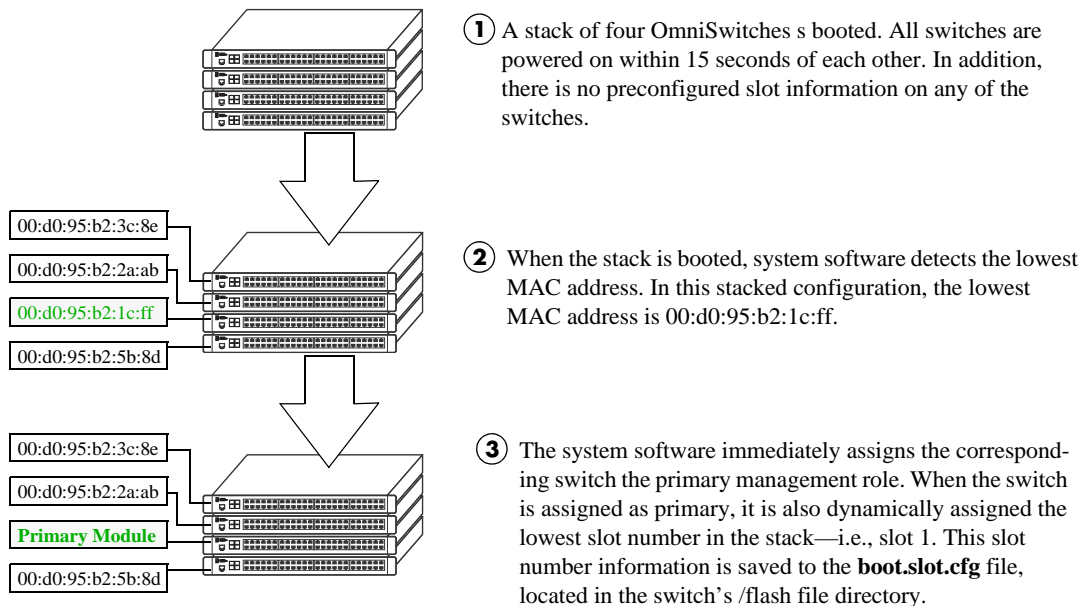 1 A stack of four OmniSwitches s booted. All switches are
powered on within 15 seconds of each other. In addition,
there is no preconfigured slot information on any of the
switches.
00:d0:95:b2:3c:8e
00:d0:95:b2:2a:ab
00:d0:95:b2:1c:ff
00:d0:95:b2:5b:8d
2 When the stack is booted, system software detects the lowest
MAC address. In this stacked configuration, the lowest
MAC address is 00:d0:95:b2:1c:ff.
00:d0:95:b2:3c:8e
00:d0:95:b2:2a:ab
Primary Module
00:d0:95:b2:5b:8d
3 The system software immediately assigns the correspond-
ing switch the primary management role. When the switch
is assigned as primary, it is also dynamically assigned the
lowest slot number in the stack—i.e., slot 1. This slot
number information is saved to the boot.slot.cfg file,
located in the switch’s /flash file directory.